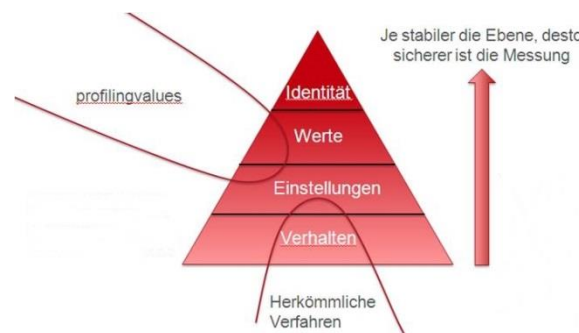 Je stabiler die Ebene, desto
sicherer ist die Messung
profilingvalues
Identität
Werte
Einstellungen
Verhalten
Herkömmliche
Verfahren